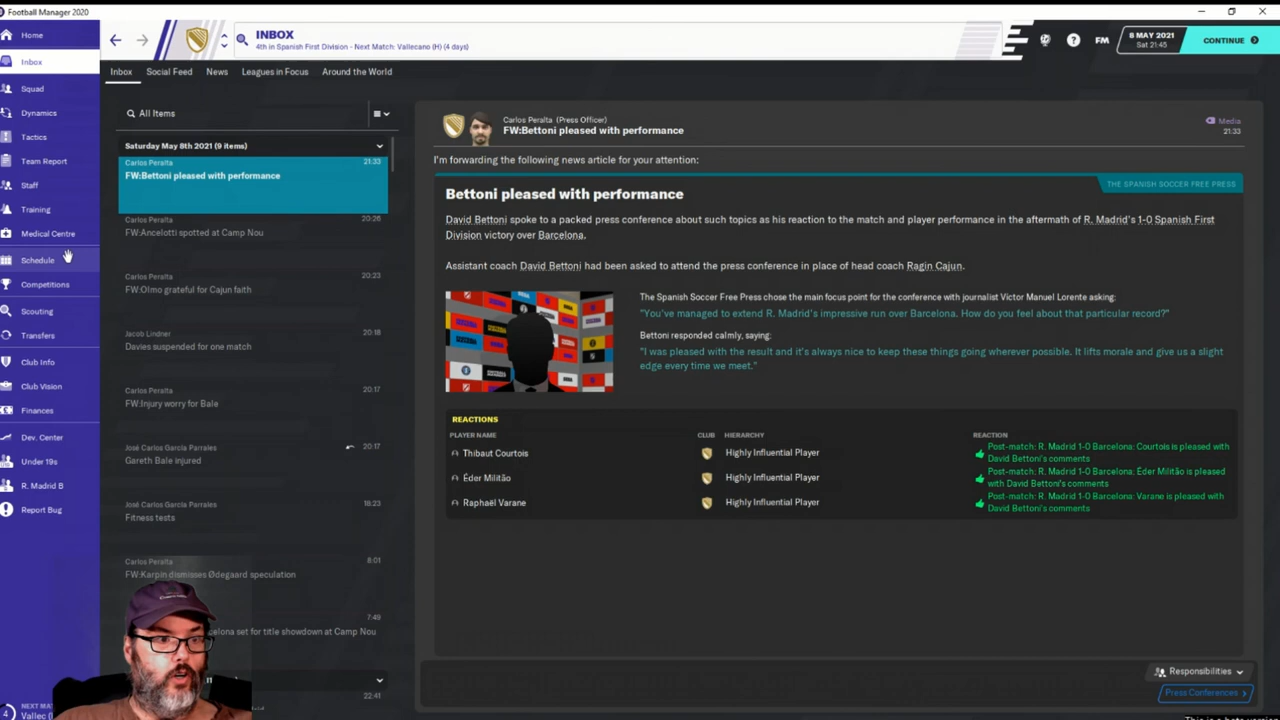 Football Manager 2020
Home
Inbox
Squad
Dynamics
Tactics
Team Report
Staff
Training
Medical Centre
Schedule
Competitions
Scouting
Transfers
Club Info
Club Vision
Finances
Dev. Center
Under 19s
R. Madrid B
Report Bug
4
NEXT MA
Vallec (
INBOX
4th in Spanish First Division - Next Match: Vallecano (H) (4 days)
?
FM
8 MAY 2021
Sat 21:45
CONTINUE
Inbox
Social Feed
News
Leagues in Focus
Around the World
All Items
Saturday May 8th 2021 (9 items)
Carlos Peralta
21:33
FW:Bettoni pleased with performance
Carlos Peralta
20:26
FW:Ancelotti spotted at Camp Nou
Carlos Peralta
20:23
FW:Olmo grateful for Cajun faith
Jacob Lindner
20:18
Davies suspended for one match
Carlos Peralta
20:17
FW:Injury worry for Bale
José Carlos García Parrales
20:17
Gareth Bale injured
José Carlos García Parrales
18:23
Fitness tests
Carlos Peralta
8:01
FW:Karpin dismisses Ødegaard speculation
7:49
celona set for title showdown at Camp Nou
22:41
Carlos Peralta (Press Officer)
FW:Bettoni pleased with performance
Media
21:33
I'm forwarding the following news article for your attention:
THE SPANISH SOCCER FREE PRESS
Bettoni pleased with performance
David Bettoni spoke to a packed press conference about such topics as his reaction to the match and player performance in the aftermath of R. Madrid's 1-0 Spanish First
Division victory over Barcelona.
Assistant coach David Bettoni had been asked to attend the press conference in place of head coach Ragin Cajun.
The Spanish Soccer Free Press chose the main focus point for the conference with journalist Victor Manuel Lorente asking:
"You've managed to extend R. Madrid's impressive run over Barcelona. How do you feel about that particular record?"
Bettoni responded calmly, saying:
"I was pleased with the result and it's always nice to keep these things going wherever possible. It lifts morale and give us a slight
edge every time we meet."
REACTIONS
PLAYER NAME
CLUB
HIERARCHY
REACTION
Thibaut Courtois
Highly Influential Player
Post-match: R. Madrid 1-0 Barcelona: Courtois is pleased with
David Bettoni's comments
Éder Militão
Highly Influential Player
Post-match: R. Madrid 1-0 Barcelona: Éder Militão is pleased
with David Bettoni's comments
Raphaël Varane
Highly Influential Player
Post-match: R. Madrid 1-0 Barcelona: Varane is pleased with
David Bettoni's comments
Responsibilities
Press Conferences